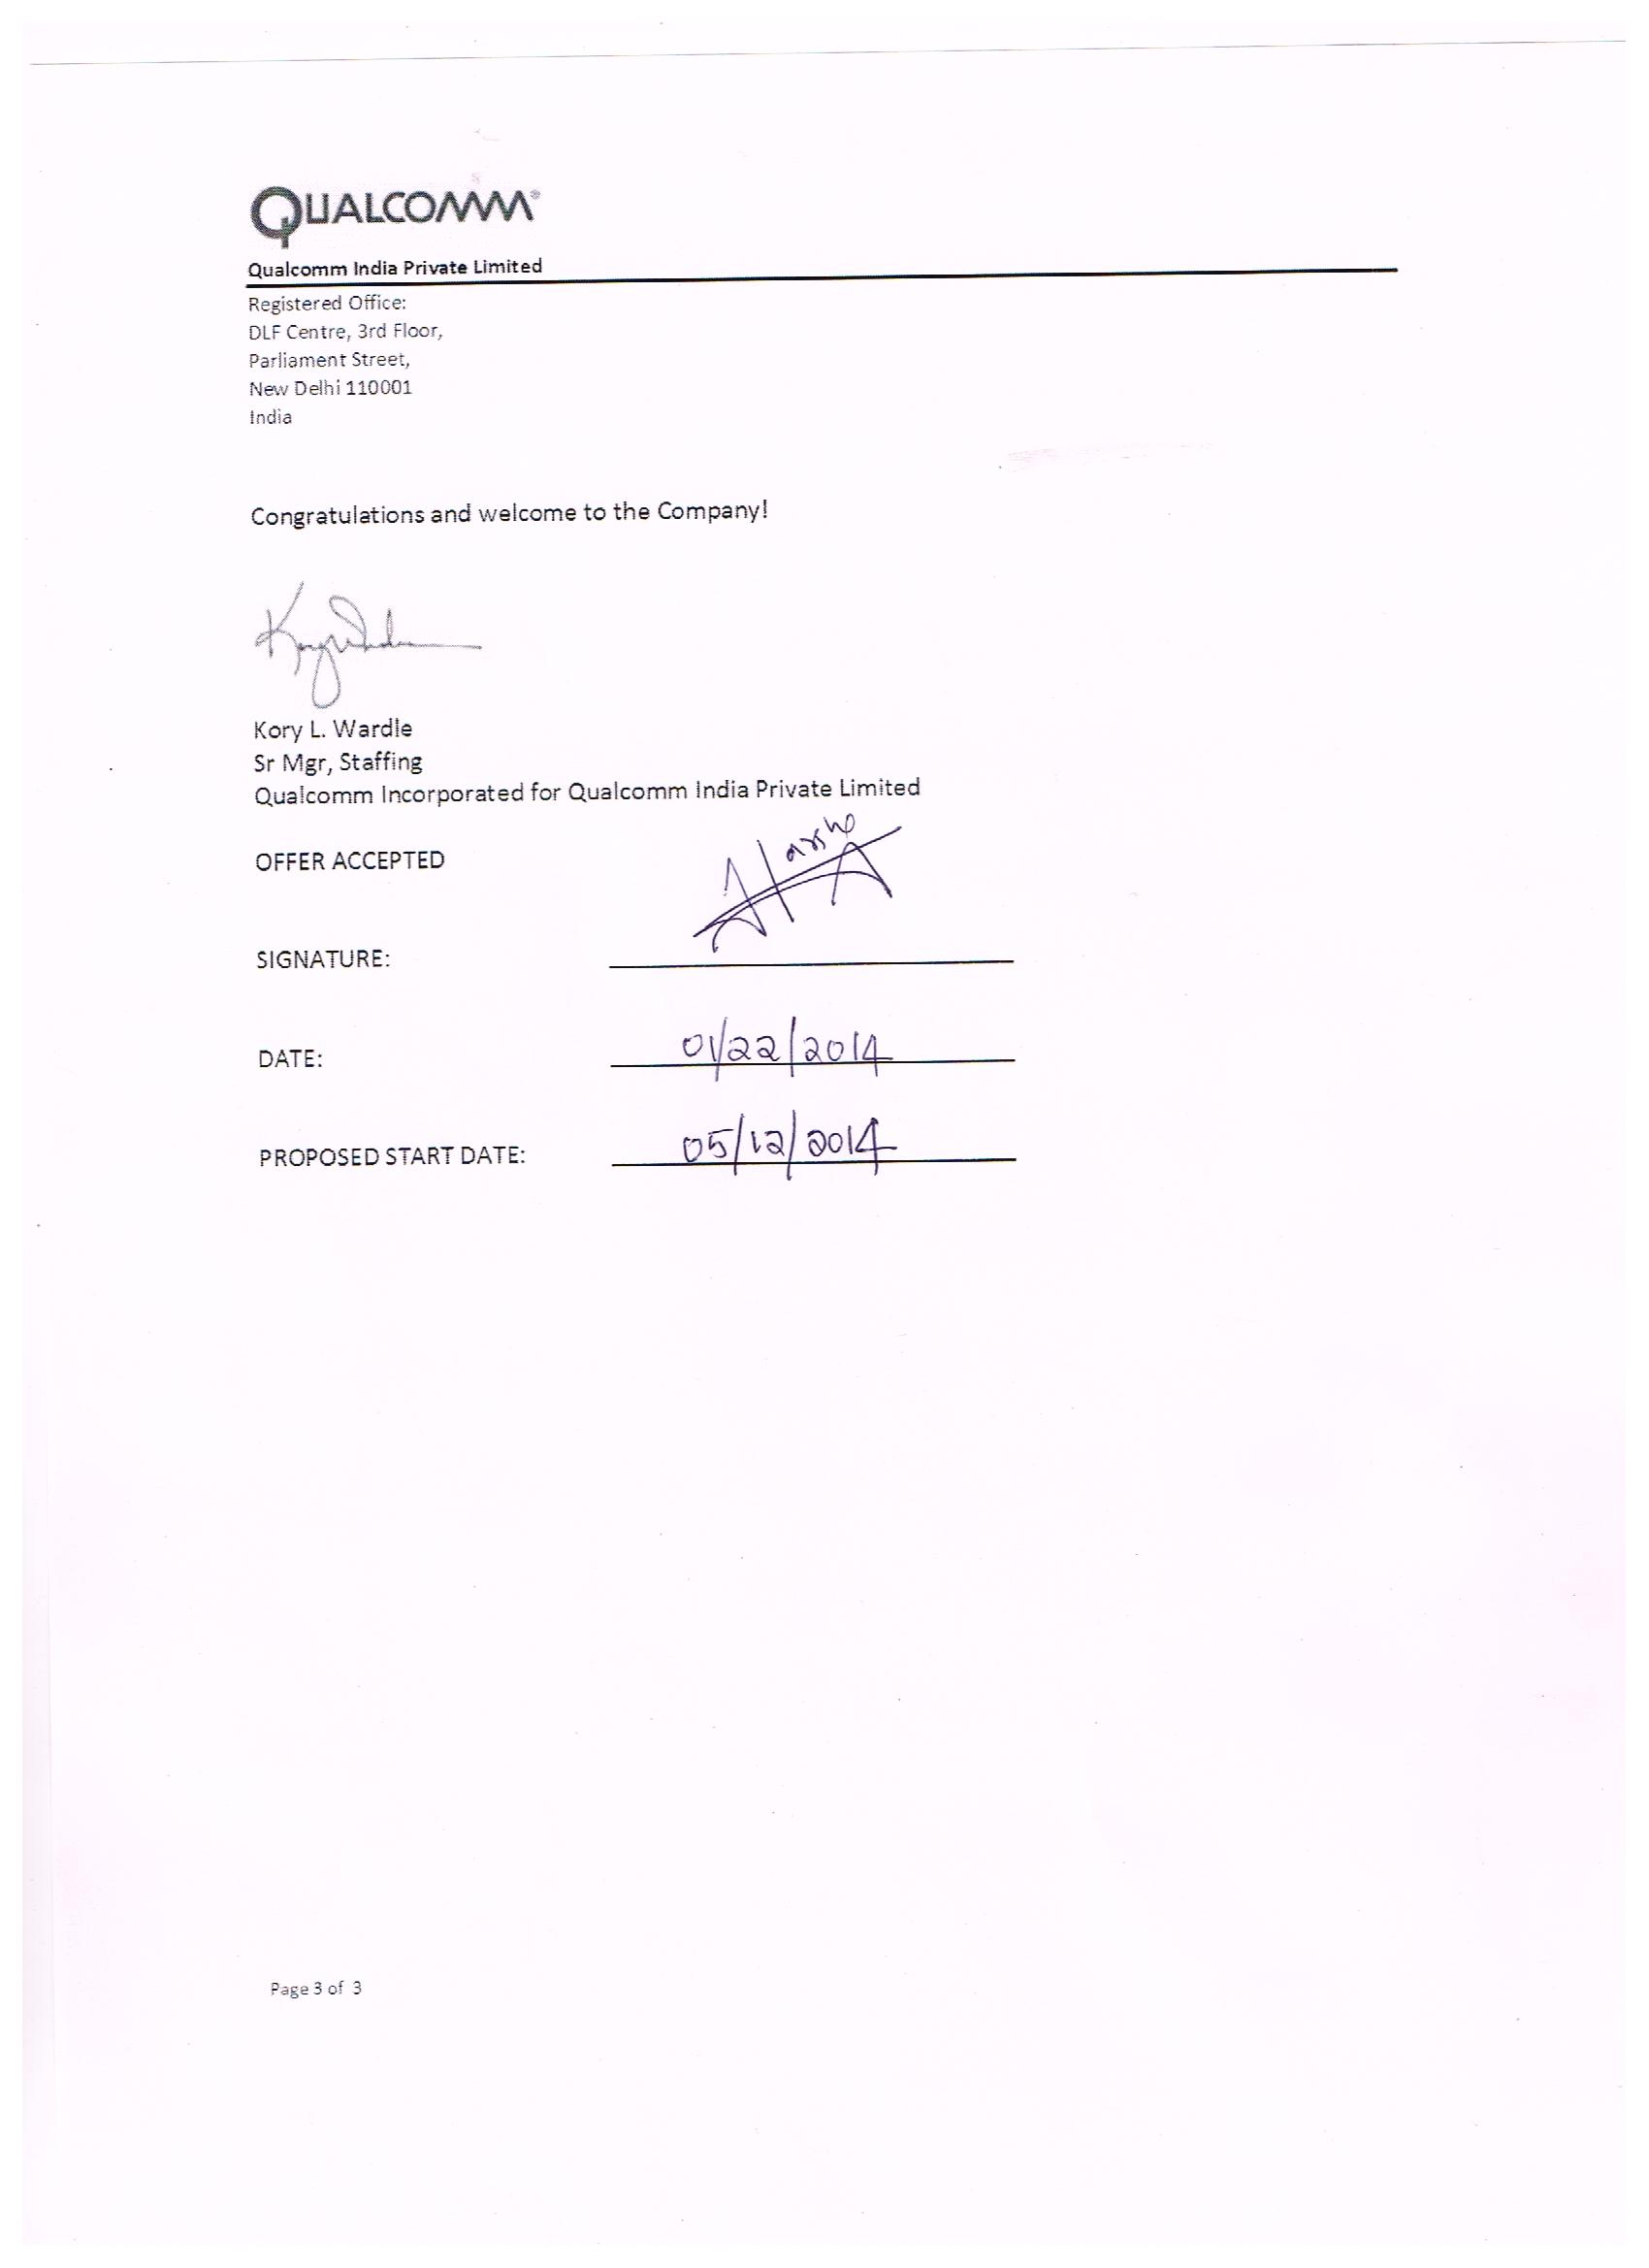 QUALCOMM®
Qualcomm India Private Limited
Registered Office:
DLF Centre, 3rd Floor,
Parliament Street,
New Delhi 110001
India
Congratulations and welcome to the Company!
Kory L. Wardle
Sr Mgr, Staffing
Qualcomm Incorporated for Qualcomm India Private Limited
OFFER ACCEPTED
SIGNATURE:
DATE: 01/22/2014
PROPOSED START DATE: 05/12/2014
Page 3 of 3